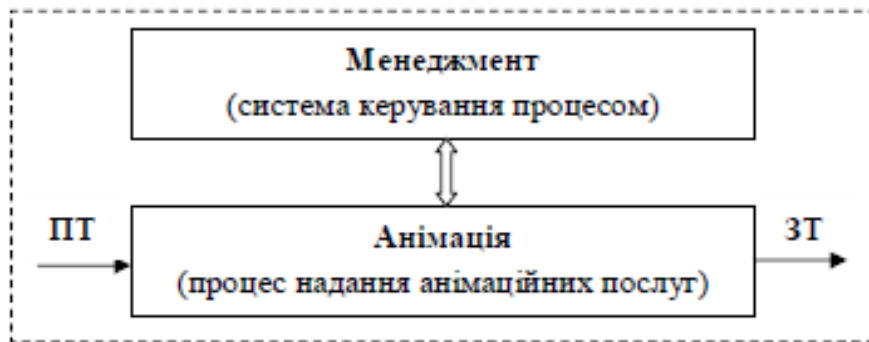 Менеджмент
(система керування процесом)
ПТ
Анімація
ЗТ
(процес надання анімаційних послуг)